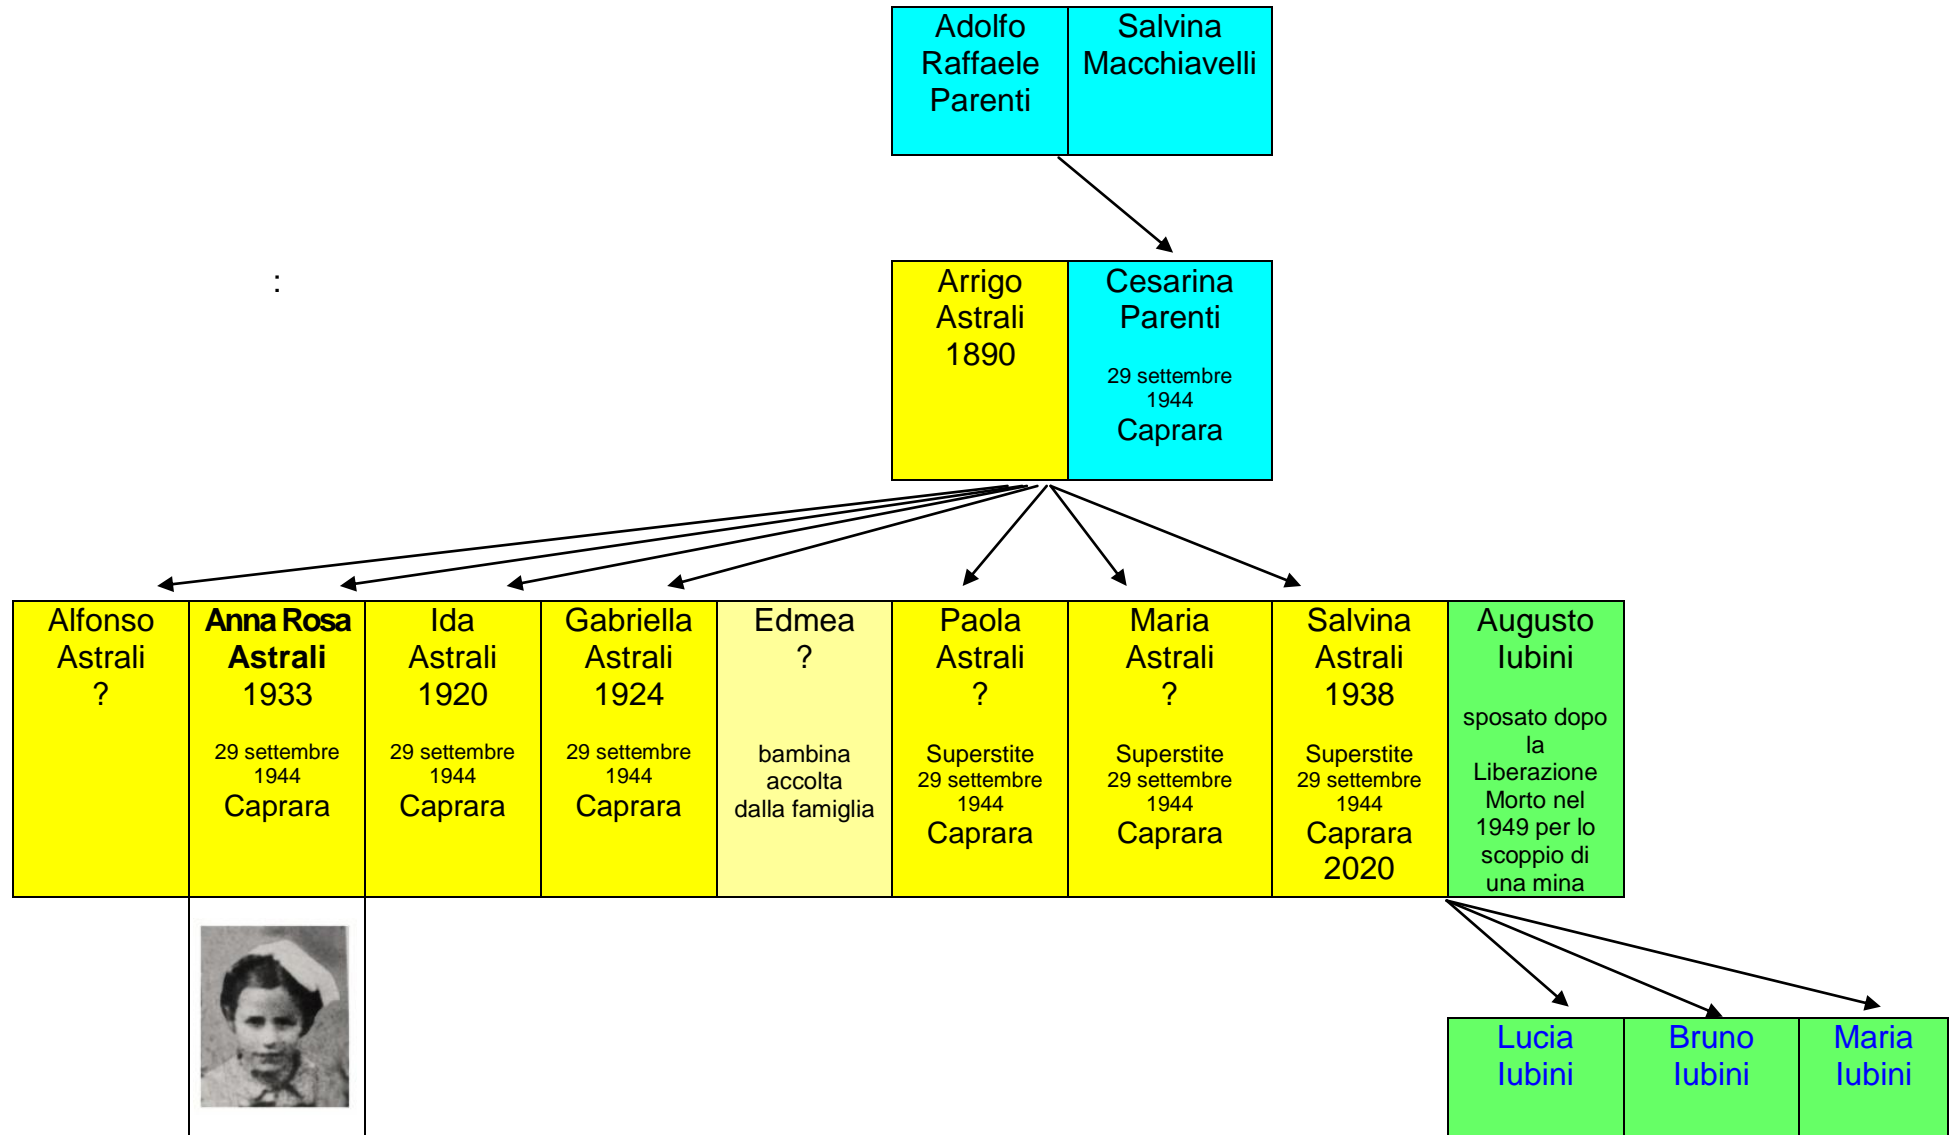 Adolfo
Raffaele
Parenti
Salvina
Macchiavelli
:
Arrigo
Astrali
1890
Cesarina
Parenti
29 settembre
1944
Caprara
Alfonso
Astrali
?
Anna Rosa
Astrali
1933
29 settembre
1944
Caprara
Ida
Astrali
1920
29 settembre
1944
Caprara
Gabriella
Astrali
1924
29 settembre
1944
Caprara
Edmea
?
bambina
accolta
dalla famiglia
Paola
Astrali
?
Superstite
29 settembre
1944
Caprara
Maria
Astrali
?
Superstite
29 settembre
1944
Caprara
Salvina
Astrali
1938
Superstite
29 settembre
1944
Caprara
2020
Augusto
Iubini
sposato dopo
la
Liberazione
Morto nel
1949 per lo
scoppio di
una mina
Lucia
Iubini
Bruno
Iubini
Maria
Iubini